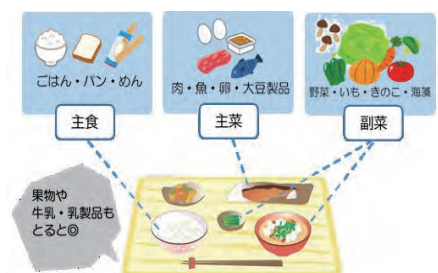 ごはん・パン・めん
肉・魚・卵・大豆製品
野菜・いも・きのこ・海藻
主食
主菜
副菜
果物や
牛乳・乳製品も
とると◎